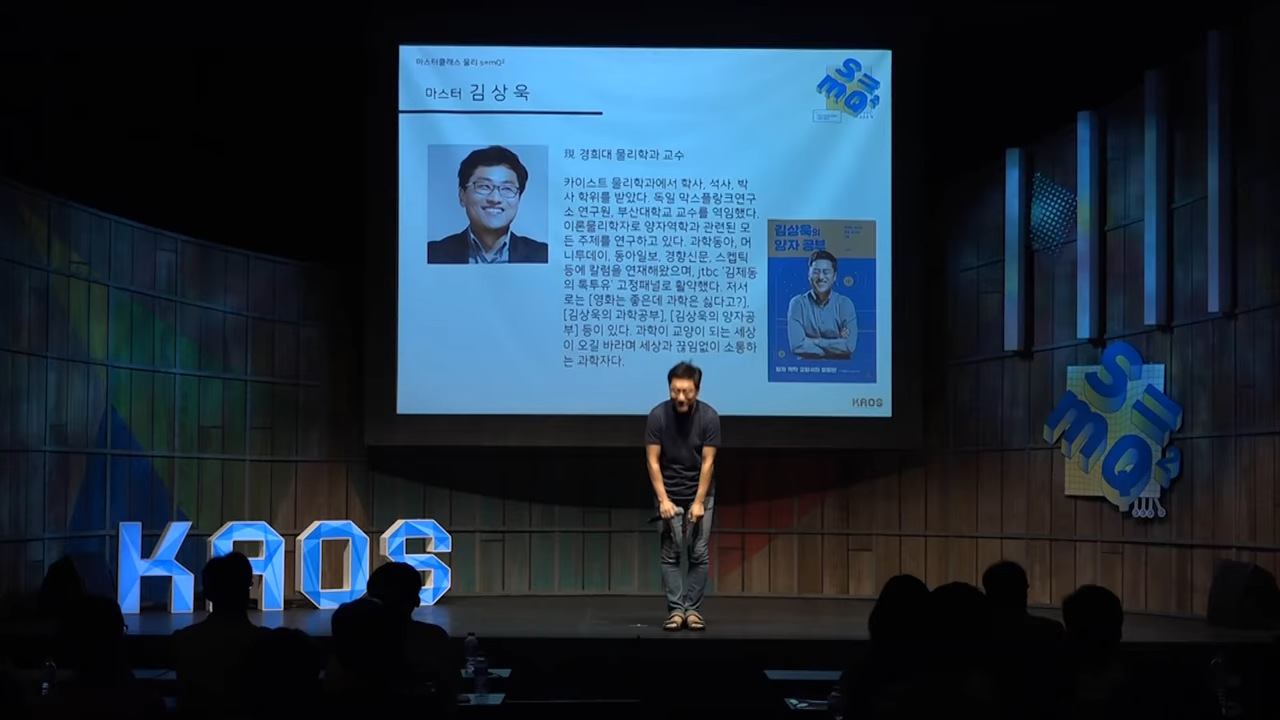 마스터클래스 물리 semQ²
마스터 김상욱
現 경희대 물리학과 교수
카이스트 물리학과에서 학사, 석사, 박
사 학위를 받았다. 독일 막스플랑크연구
소 연구원, 부산대학교 교수를 역임했다.
이론물리학자로 양자역학과 관련된 모
든 주제를 연구하고 있다. 과학동아, 머
니투데이, 동아일보, 경향신문, 스켑틱
등에 칼럼을 연재해왔으며, jtbc '김제동
의 톡투유' 고정패널로 활약했다. 저서
로는 [영화는 좋은데 과학은 싫다고?],
[김상욱의 과학공부], [김상욱의 양자공
부] 등이 있다. 과학이 교양이 되는 세상
이 오길 바라며 세상과 끊임없이 소통하
는 과학자다.
김상욱의
양자 공부
KAOS
KAOS